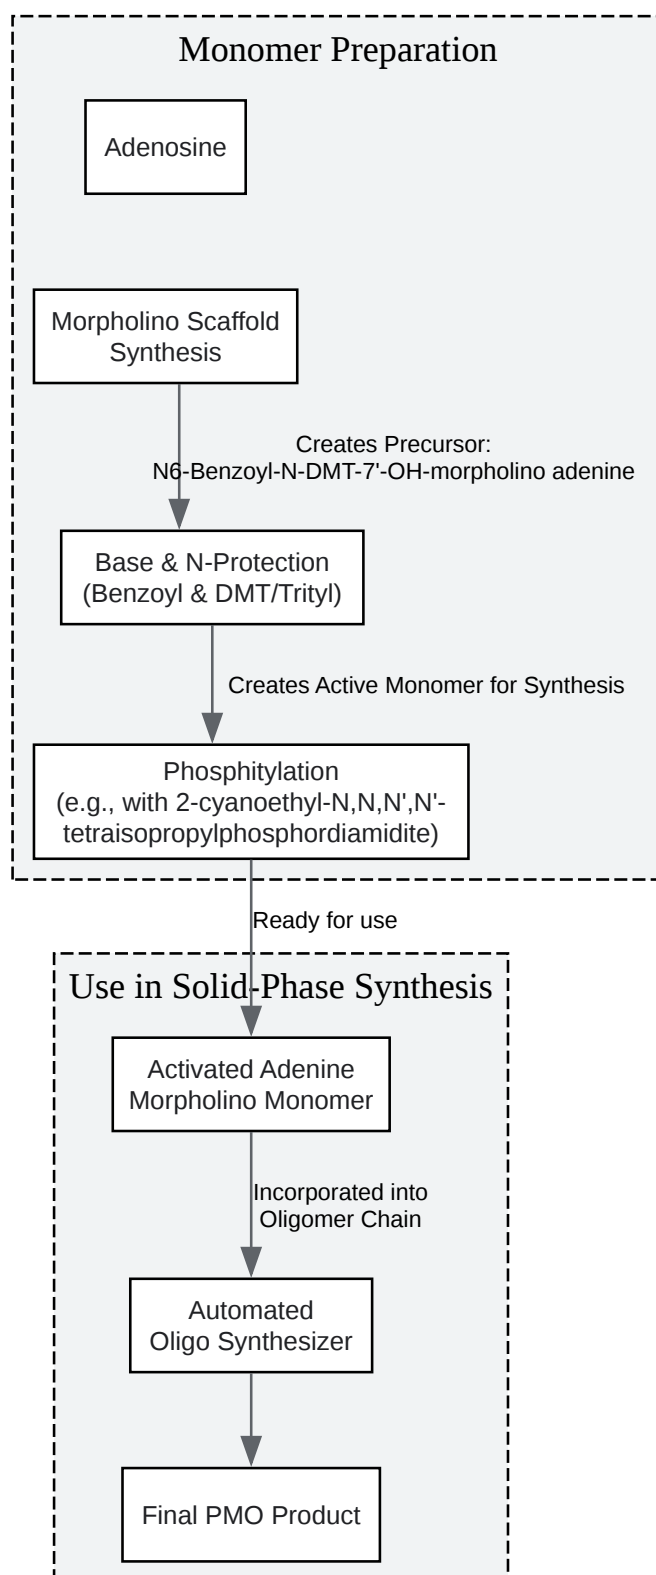 Monomer Preparation
Adenosine
Morpholino Scaffold
Synthesis
Creates Precursor:
N6-Benzoyl-N-DMT-7'-OH-morpholino adenine
Base & N-Protection
(Benzoyl & DMT/Trityl)
Creates Active Monomer for Synthesis
Phosphitylation
(e.g., with 2-cyanoethyl-N,N,N',N'-
tetraisopropylphosphordiamidite)
Ready for use
Use in Solid-Phase Synthesis
Activated Adenine
Morpholino Monomer
Incorporated into
Oligomer Chain
Automated
Oligo Synthesizer
Final PMO Product